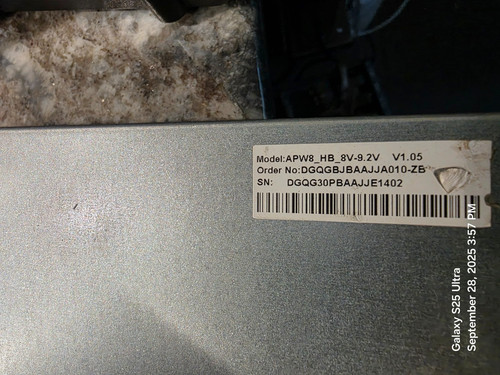 Model:APW8_HB_8V-9.2V V1.05
Order No:DGQGBJBAAJJA010-ZB
SN: DGQG30PBAAJJE1402
Galaxy S25 Ultra
September 28, 2025 3:57 PM